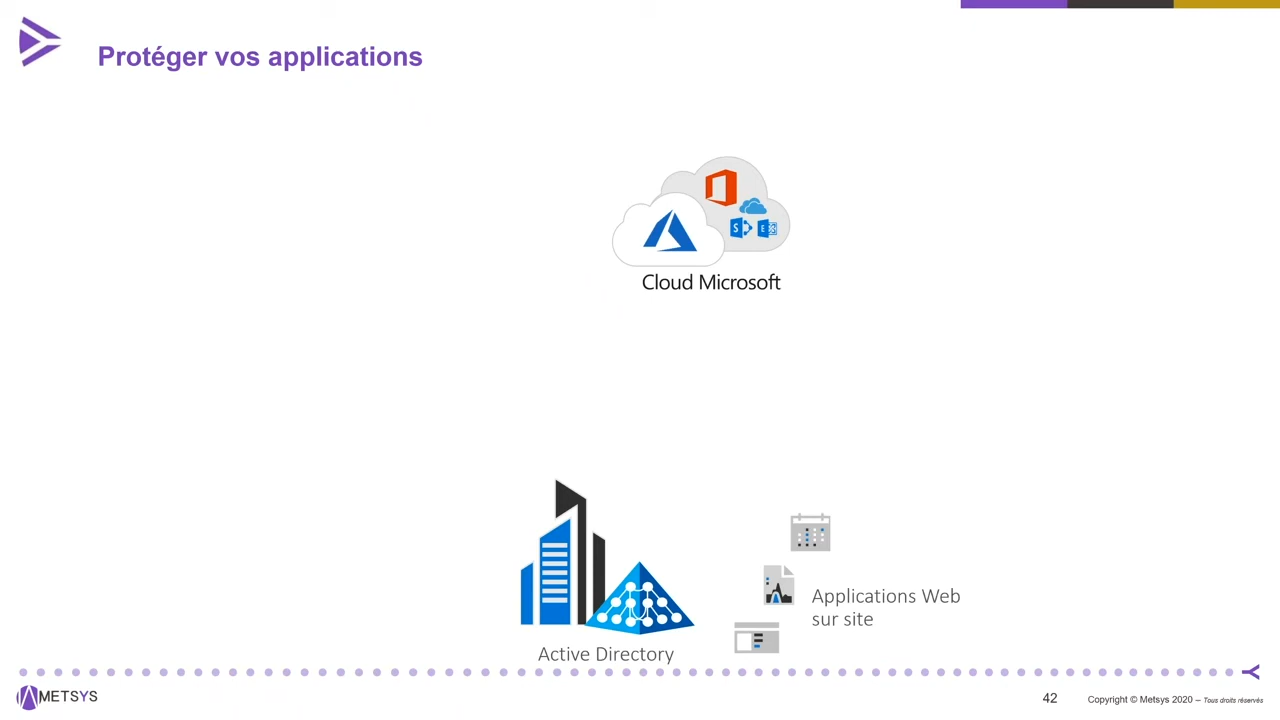 Protéger vos applications
S
E
Cloud Microsoft
Applications Web
sur site
Active Directory
METSYS
42
Copyright © Metsys 2020 – Tous droits réservés